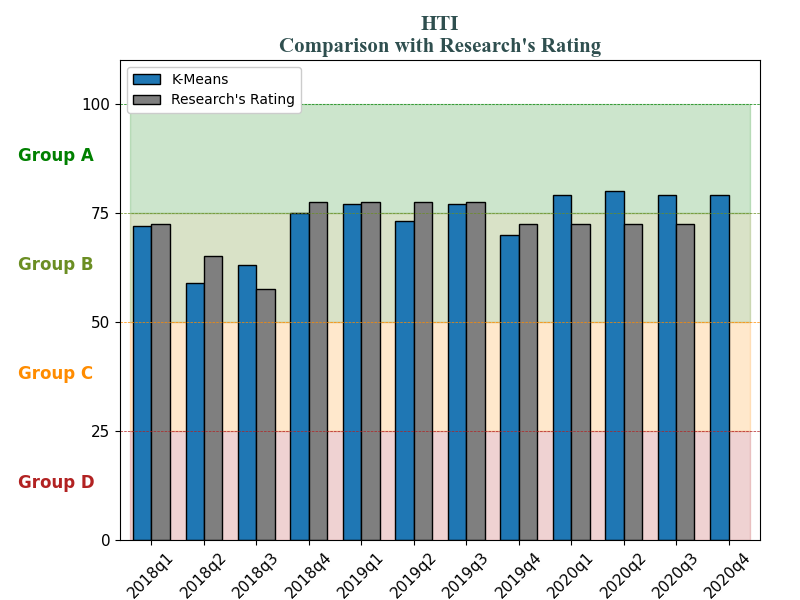 HTI
Comparison with Research's Rating
K-Means
Research's Rating
100
Group A
75
Group B
50
Group C
25
Group D
0
2018q1
2018q2
2018q3
2018q4
2019q1
2019q2
2019q3
2019q4
2020q1
2020q2
2020q3
2020q4